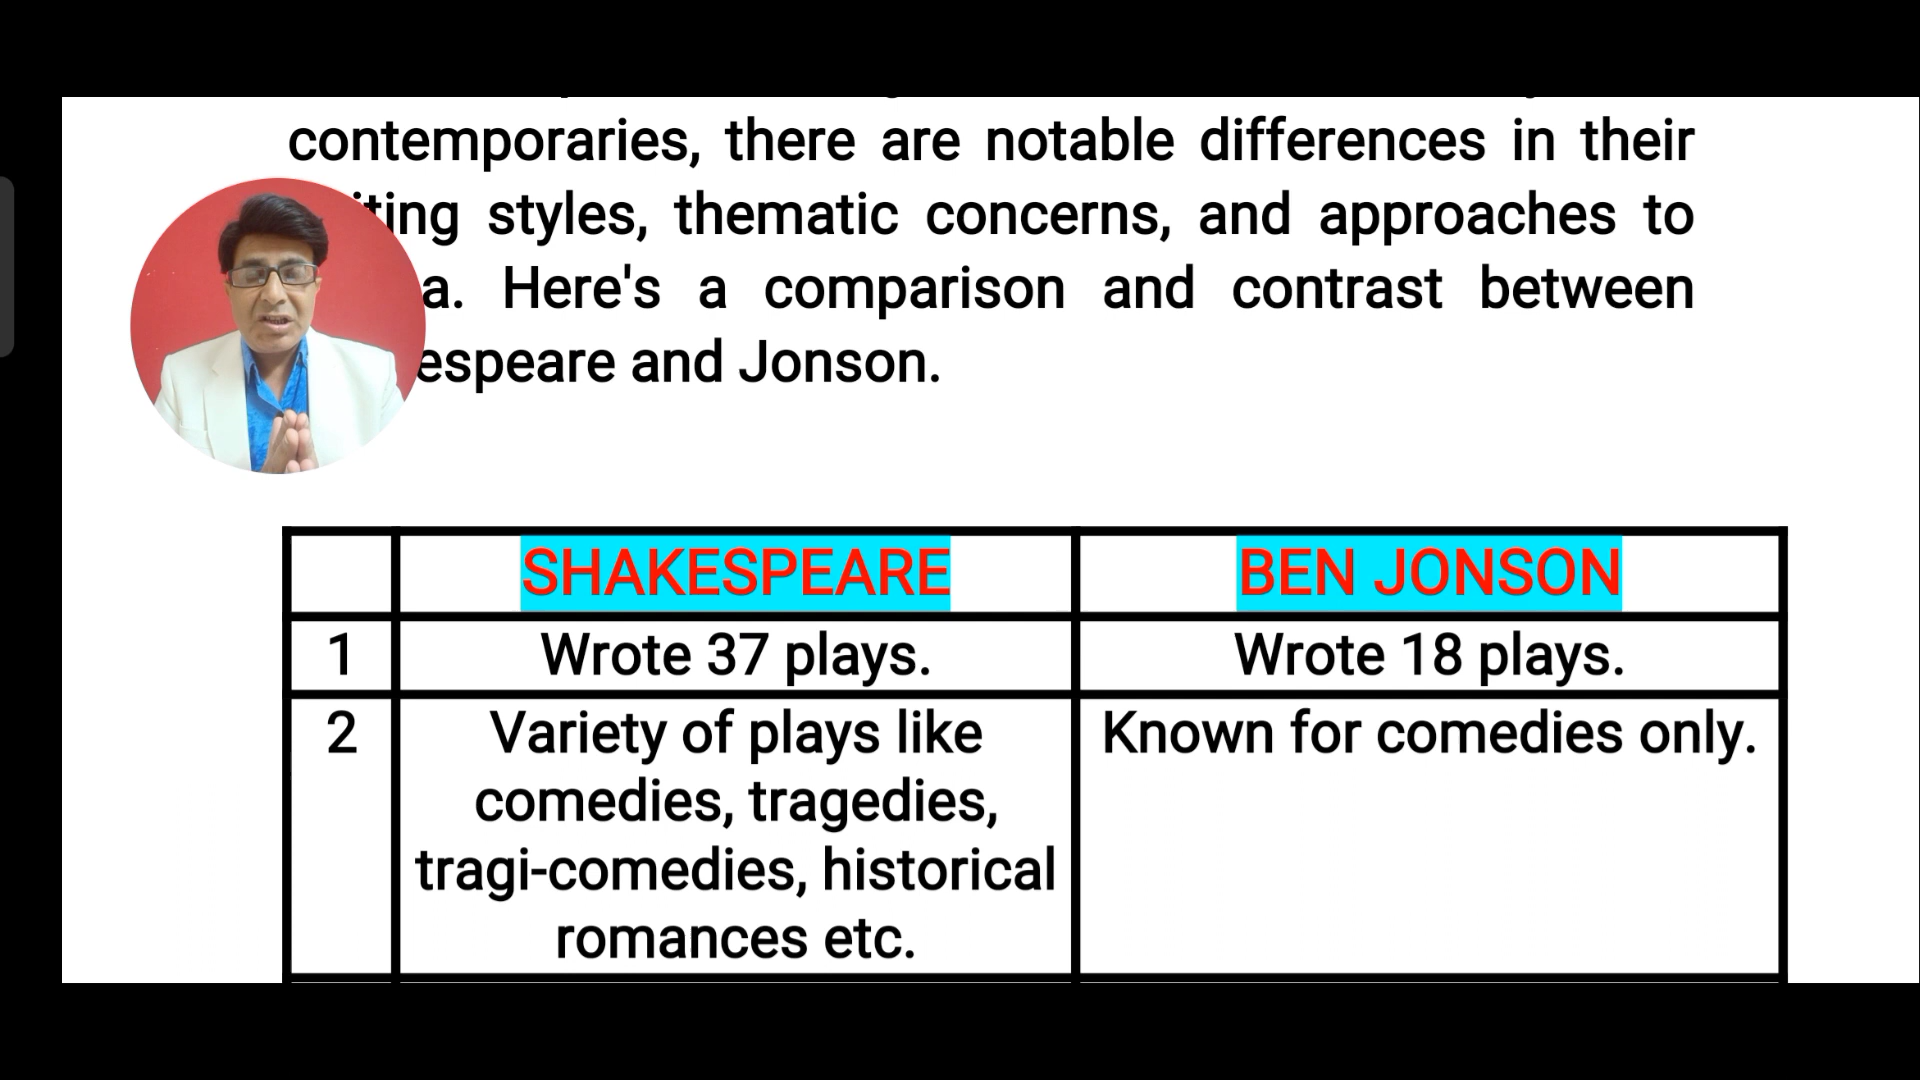 contemporaries, there are notable differences in their
styles, thematic concerns, and approaches to
Here's a comparison and contrast between
and Jonson.
SHAKESPEARE
BEN JONSON
1
Wrote 37 plays.
Wrote 18 plays.
2
Variety of plays like
comedies, tragedies,
tragi-comedies, historical
romances etc.
Known for comedies only.